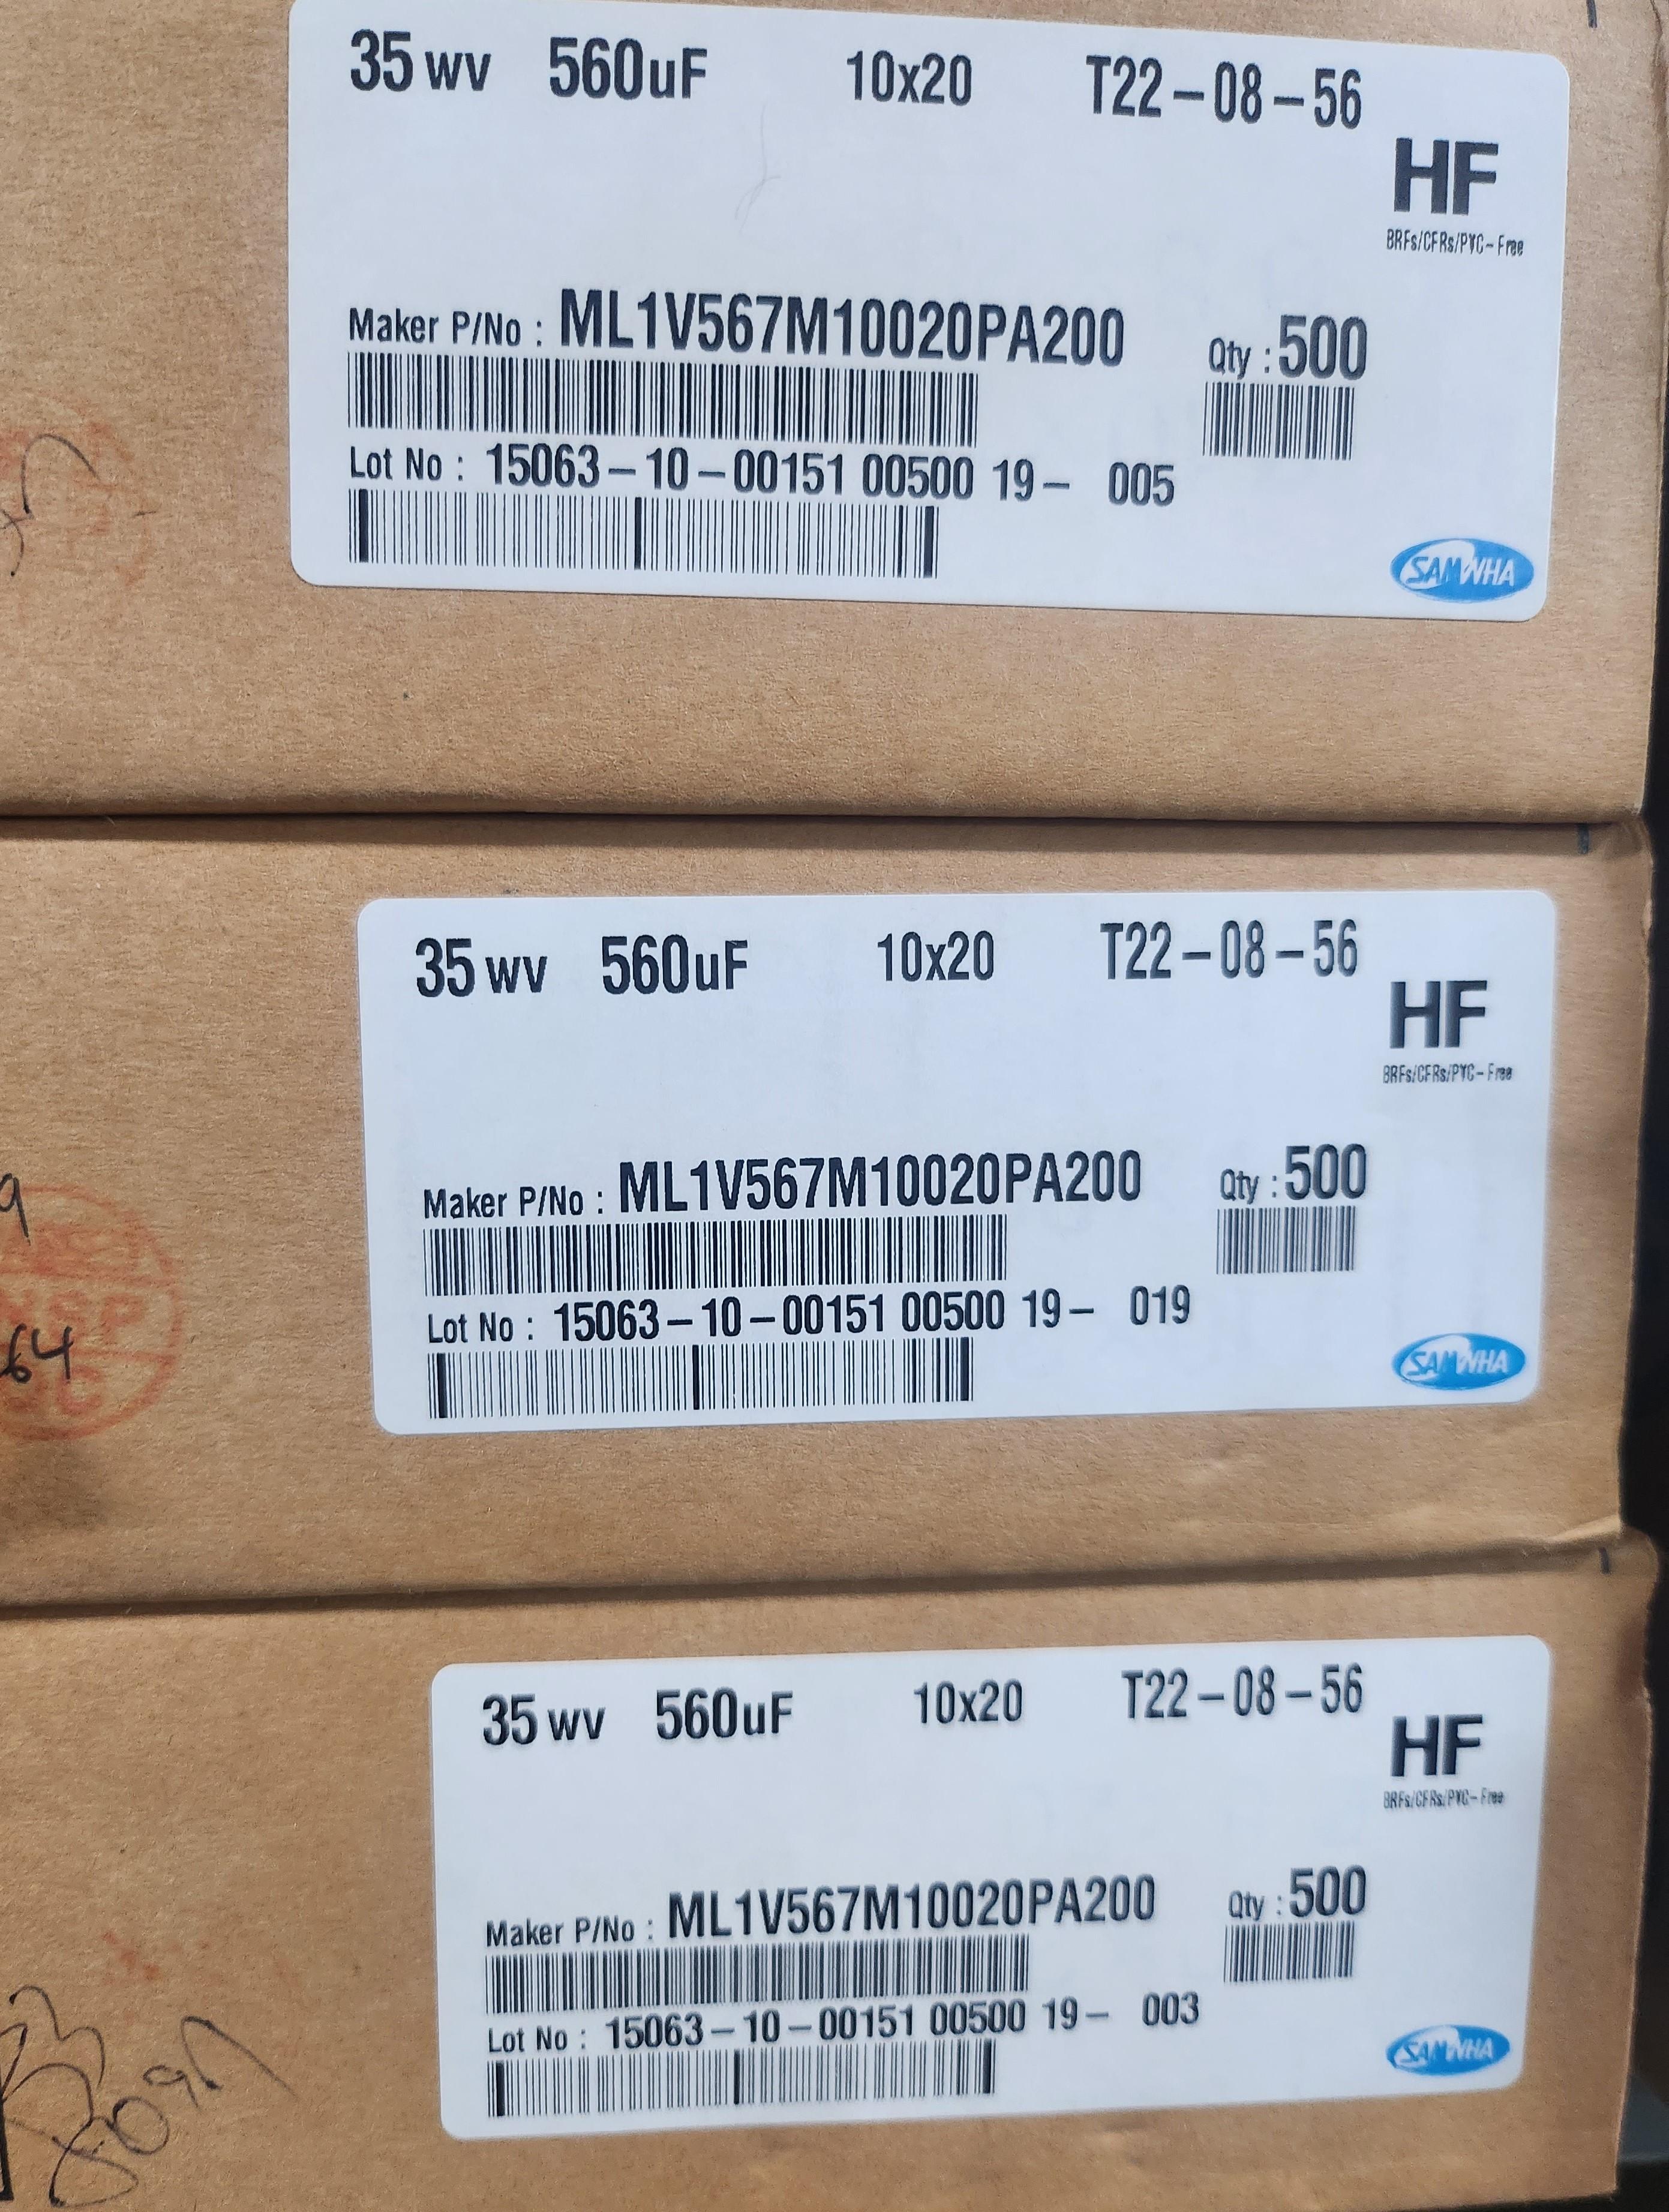 35 WV 560uF 10x20 T22-08-56
HF
BRFs/CFRs/PVC-Free
Maker P/No : ML1V567M10020PA200 Qty : 500
Lot No : 15063-10-00151 00500 19- 005
SAMWHA
35 WV 560uF 10x20 T22-08-56
HF
BRFs/CFRs/PVC-Free
Maker P/No : ML1V567M10020PA200 Qty : 500
Lot No : 15063-10-00151 00500 19- 019
SAMWHA
64
35 WV 560uF 10x20 T22-08-56
HF
BRFs/CFRs/PVC-Free
Maker P/No : ML1V567M10020PA200 Qty : 500
Lot No : 15063-10-00151 00500 19- 003
SAMWHA